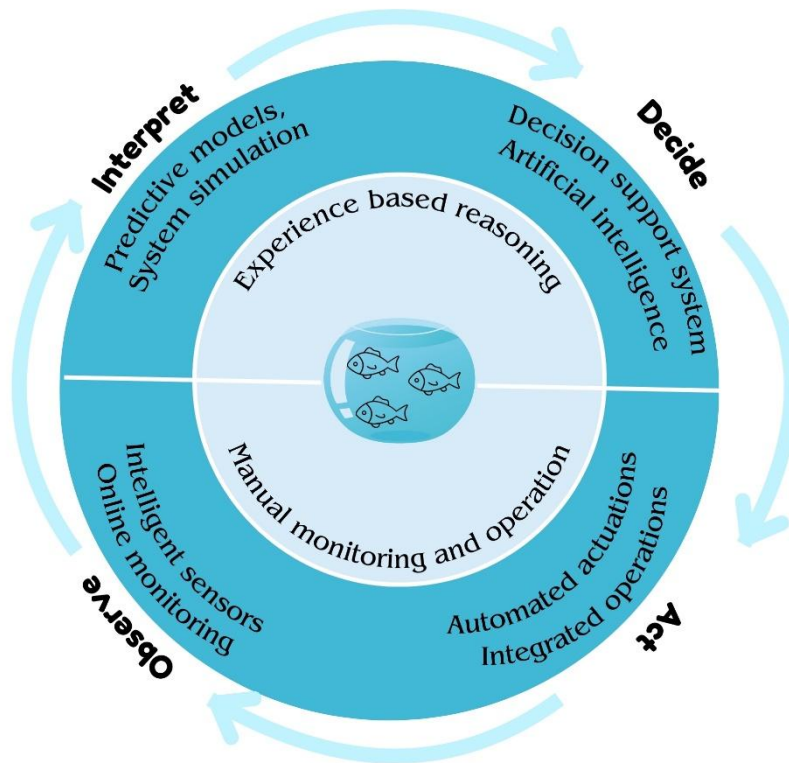 Interpret
Predictive models,
System simulation
Decide
Decision support system
Artificial intelligence
Experience based reasoning
Manual monitoring and operation
Observe
Intelligent sensors
Online monitoring
Act
Automated actuations
Integrated operations